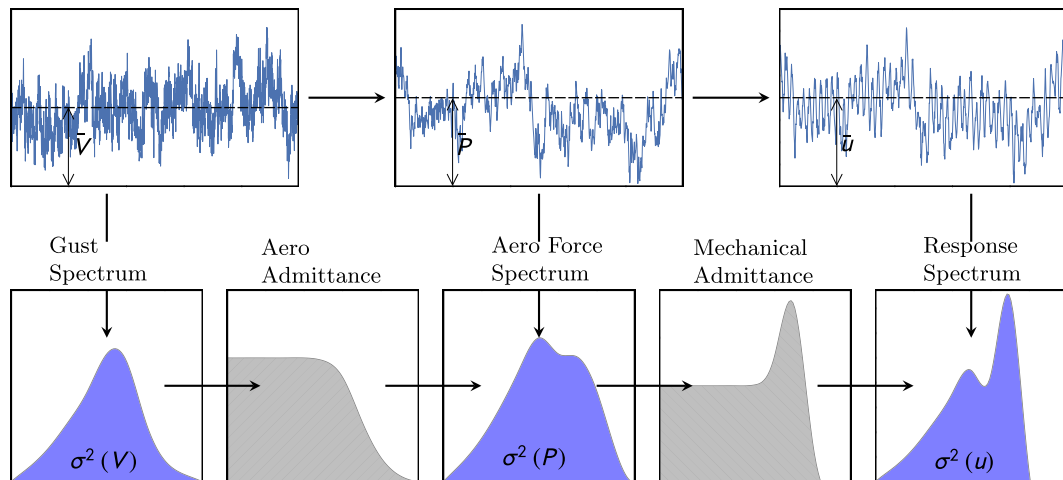 V̄
P̄
ū
Gust
Spectrum
Aero
Admittance
Aero Force
Spectrum
Mechanical
Admittance
Response
Spectrum
σ² (V)
σ² (P)
σ² (u)